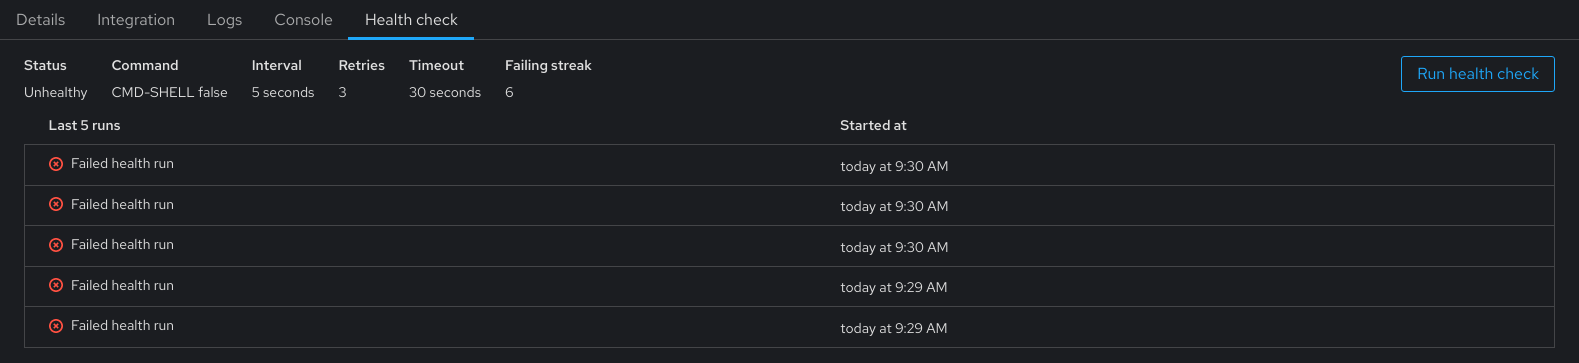 Details Integration Logs Console Health check
Status Command Interval Retries Timeout Failing streak
Unhealthy CMD-SHELL false 5 seconds 3 30 seconds 6
Run health check
Last 5 runs Started at
Failed health run today at 9:30 AM
Failed health run today at 9:30 AM
Failed health run today at 9:30 AM
Failed health run today at 9:29 AM
Failed health run today at 9:29 AM